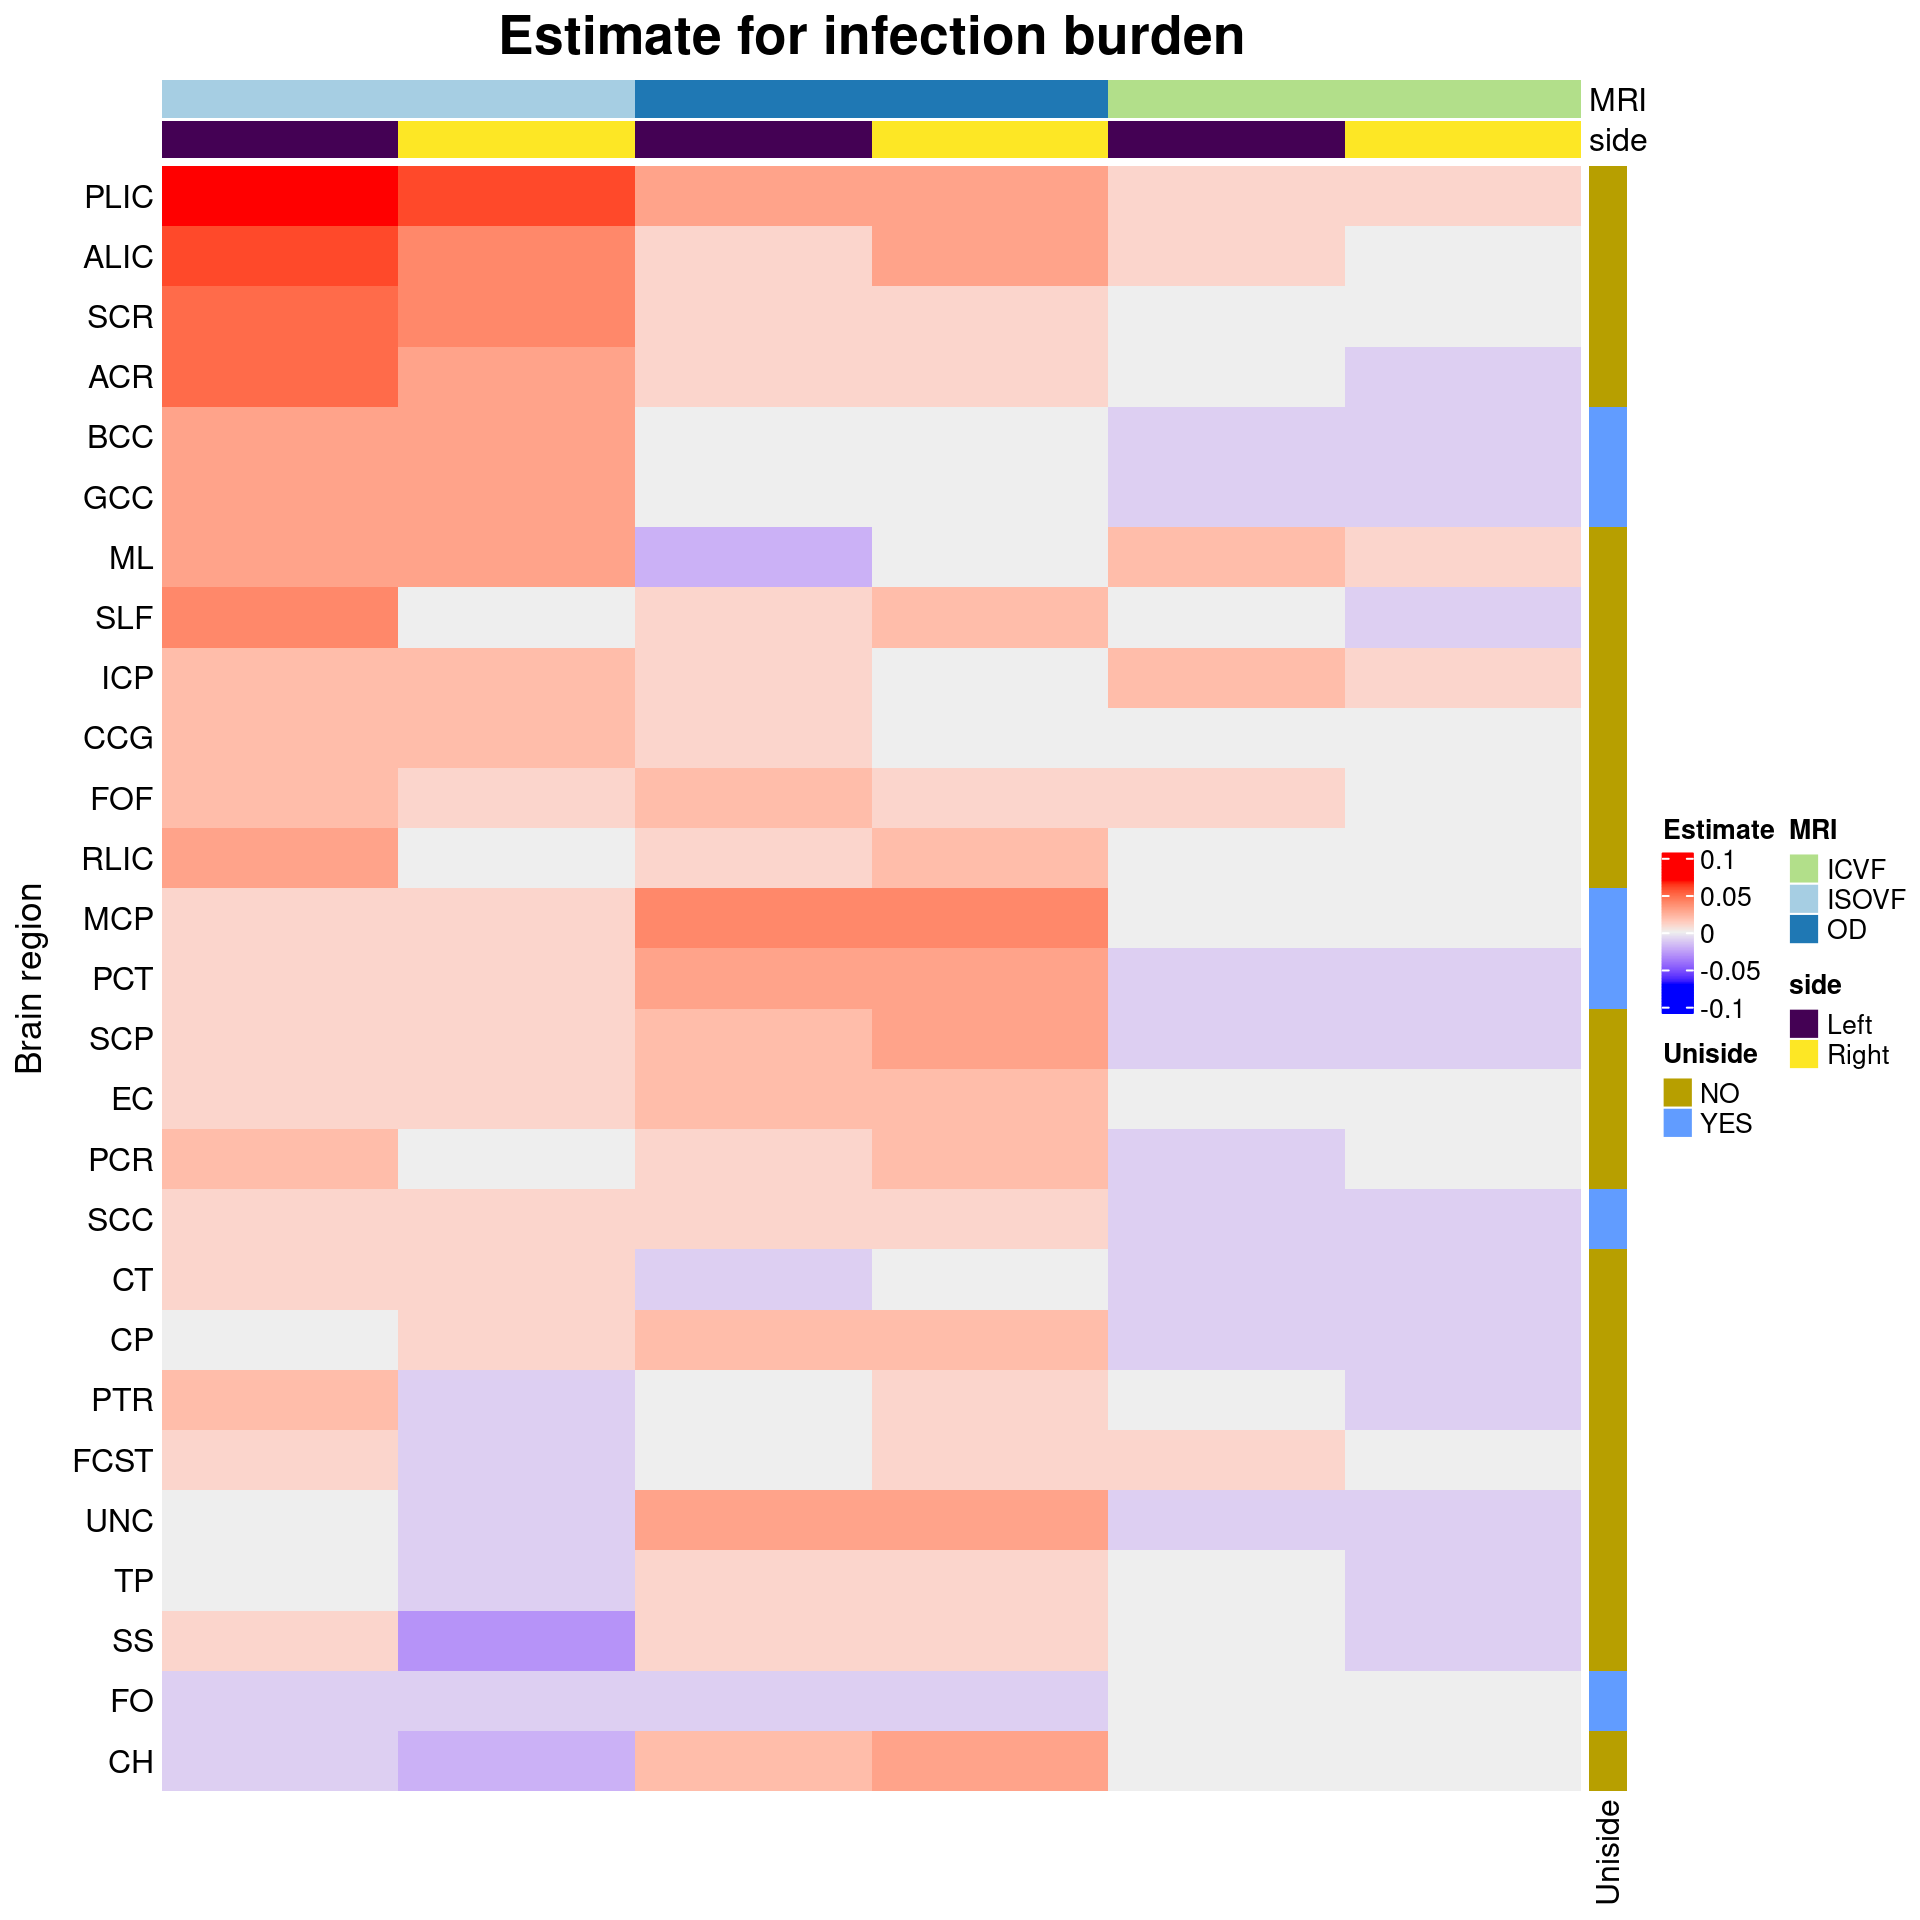 Estimate for infection burden
MRI
side
PLIC
ALIC
SCR
ACR
BCC
GCC
ML
SLF
ICP
CCG
FOF
RLIC
MCP
PCT
SCP
EC
PCR
SCC
CT
CP
PTR
FCST
UNC
TP
SS
FO
CH
Brain region
Uniside
Estimate
0.1
0.05
0
-0.05
-0.1
Uniside
NO
YES
MRI
ICVF
ISOVF
OD
side
Left
Right